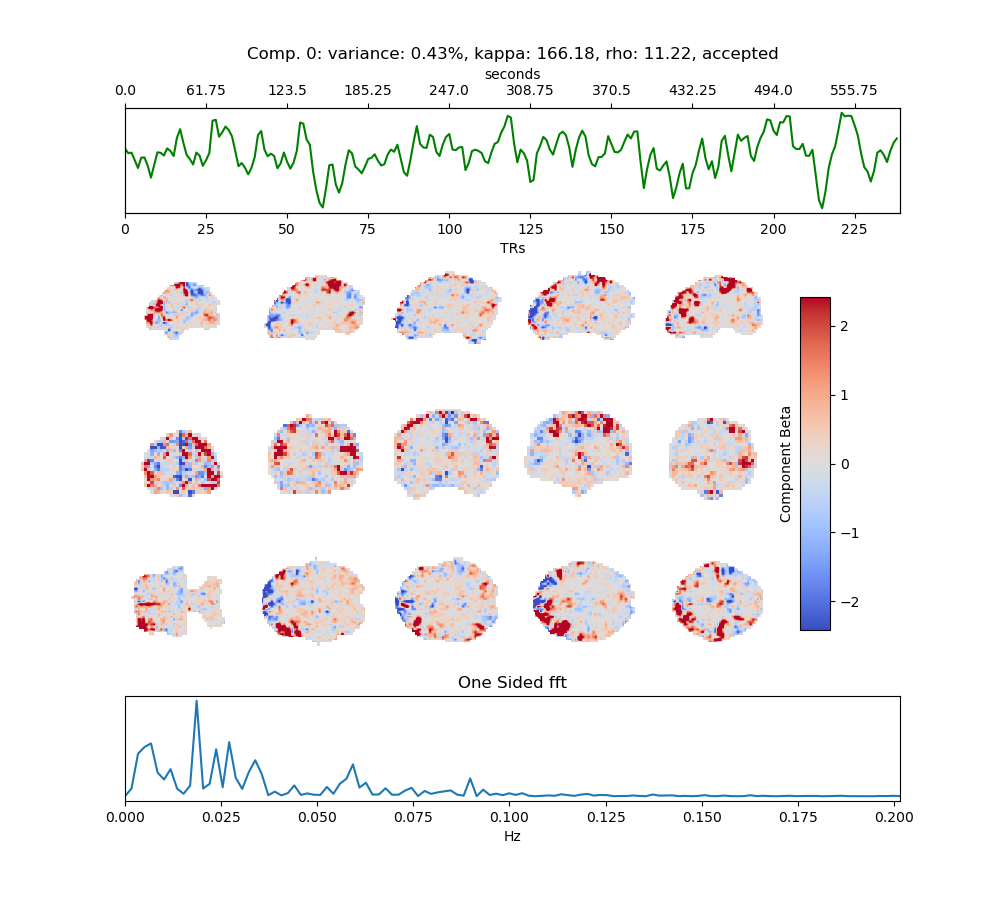 Comp. 0: variance: 0.43%, kappa: 166.18, rho: 11.22, accepted
seconds
0.0 61.75 123.5 185.25 247.0 308.75 370.5 432.25 494.0 555.75
0 25 50 75 100 125 150 175 200 225
TRs
2
1
0
−1
−2
Component Beta
One Sided fft
0.000 0.025 0.050 0.075 0.100 0.125 0.150 0.175 0.200
Hz